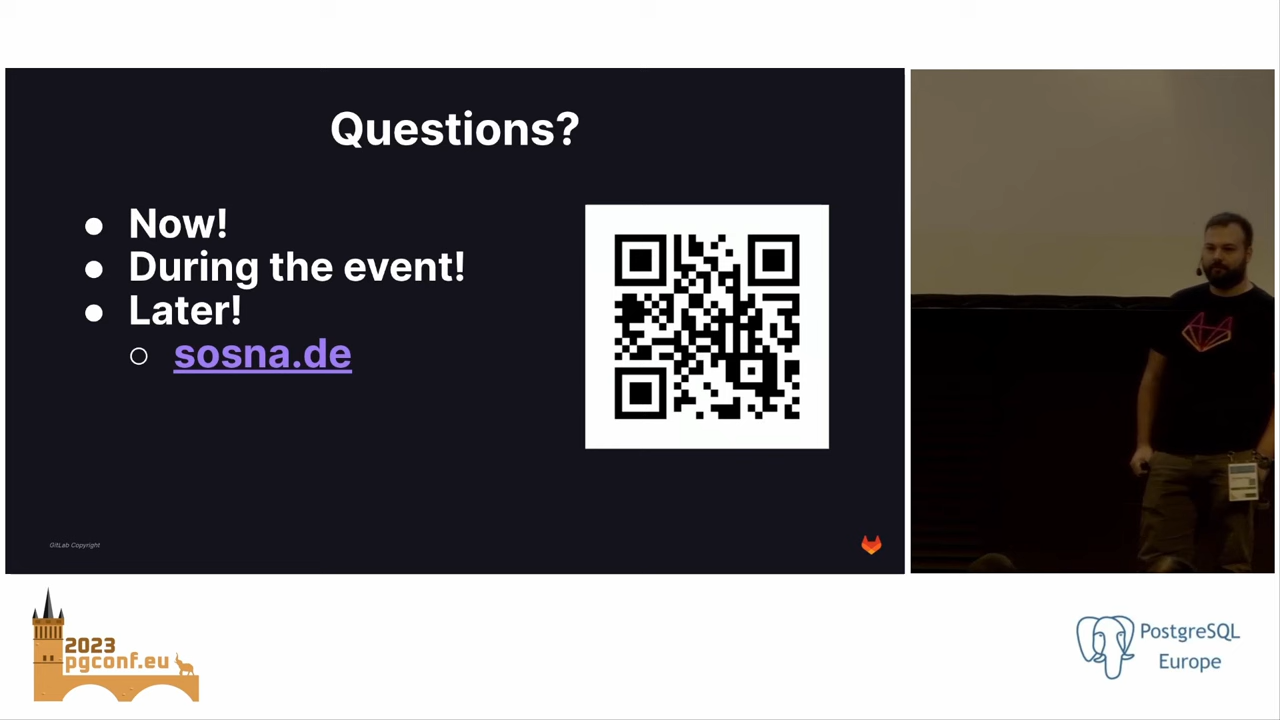 Questions?
Now!
During the event!
Later!
sosna.de
GitLab Copyright
2023
pgconf.eu
PostgreSQL
Europe